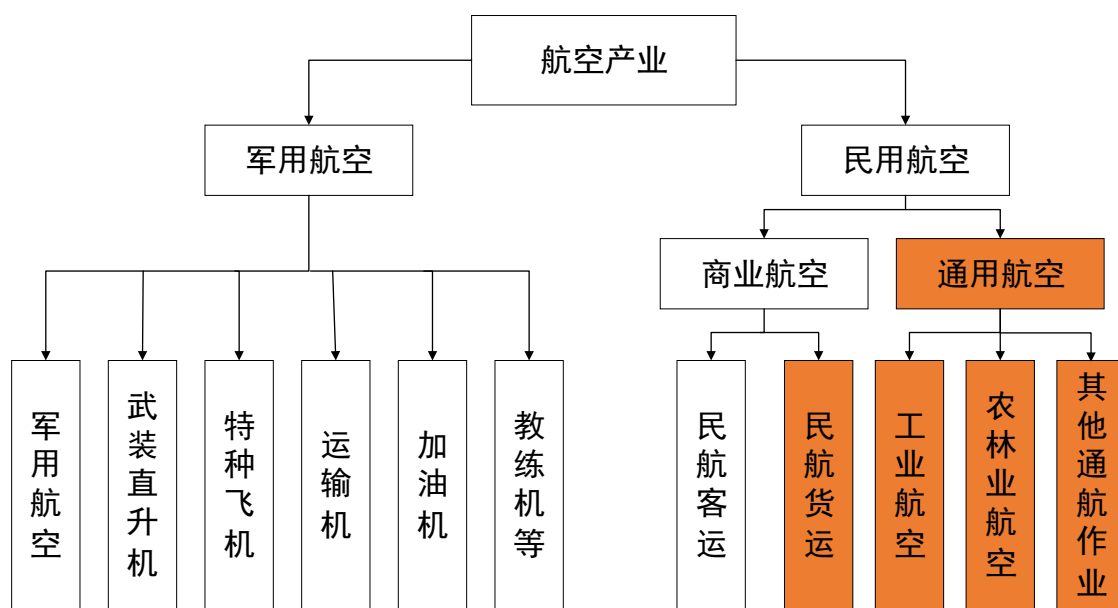 航空产业
军用航空
民用航空
商业航空
通用航空
军用航空
武装直升机
特种飞机
运输机
加油机
教练机等
民航客运
民航货运
工业航空
农林业航空
其他通航作业